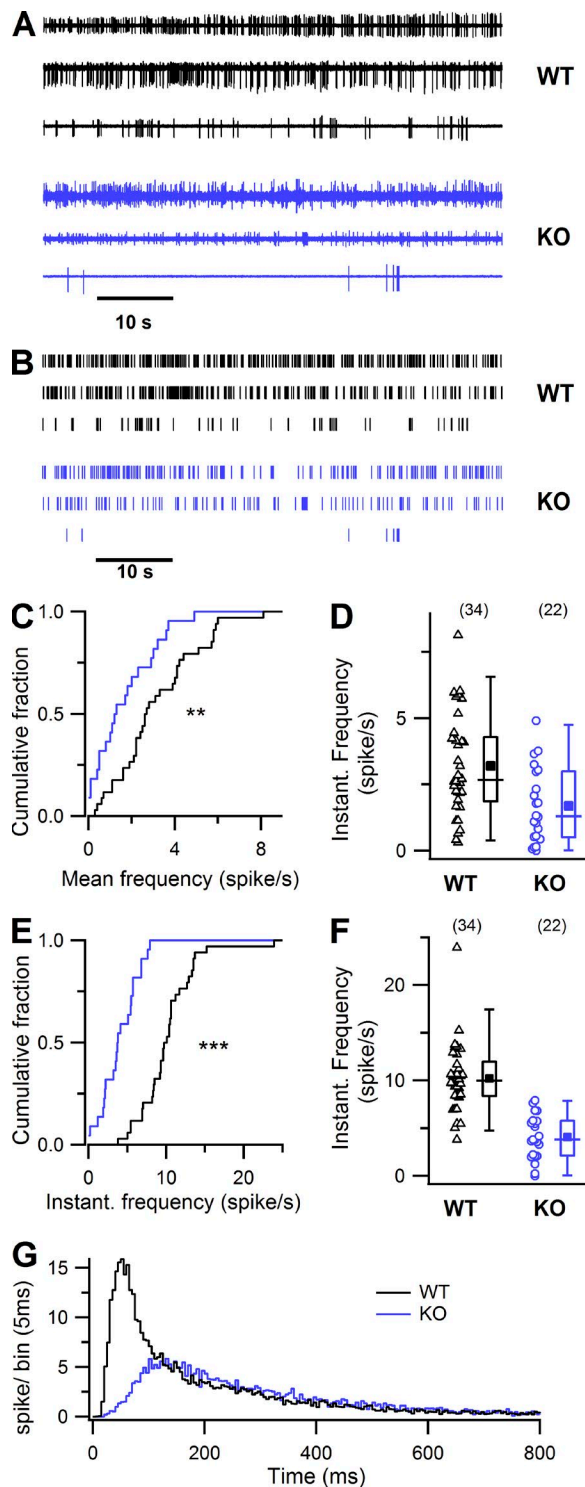 A
WT
KO
10 s
B
WT
KO
10 s
C
1.0
0.5
0.0
Cumulative fraction
**
0 4 8
Mean frequency (spike/s)
D
(34) (22)
5
0
Instant. Frequency
(spike/s)
WT KO
E
1.0
0.5
0.0
Cumulative fraction
***
0 10 20
Instant. frequency (spike/s)
F
(34) (22)
20
10
0
Instant. Frequency
(spike/s)
WT KO
G
15
10
5
0
spike/ bin (5ms)
WT
KO
0 200 400 600 800
Time (ms)